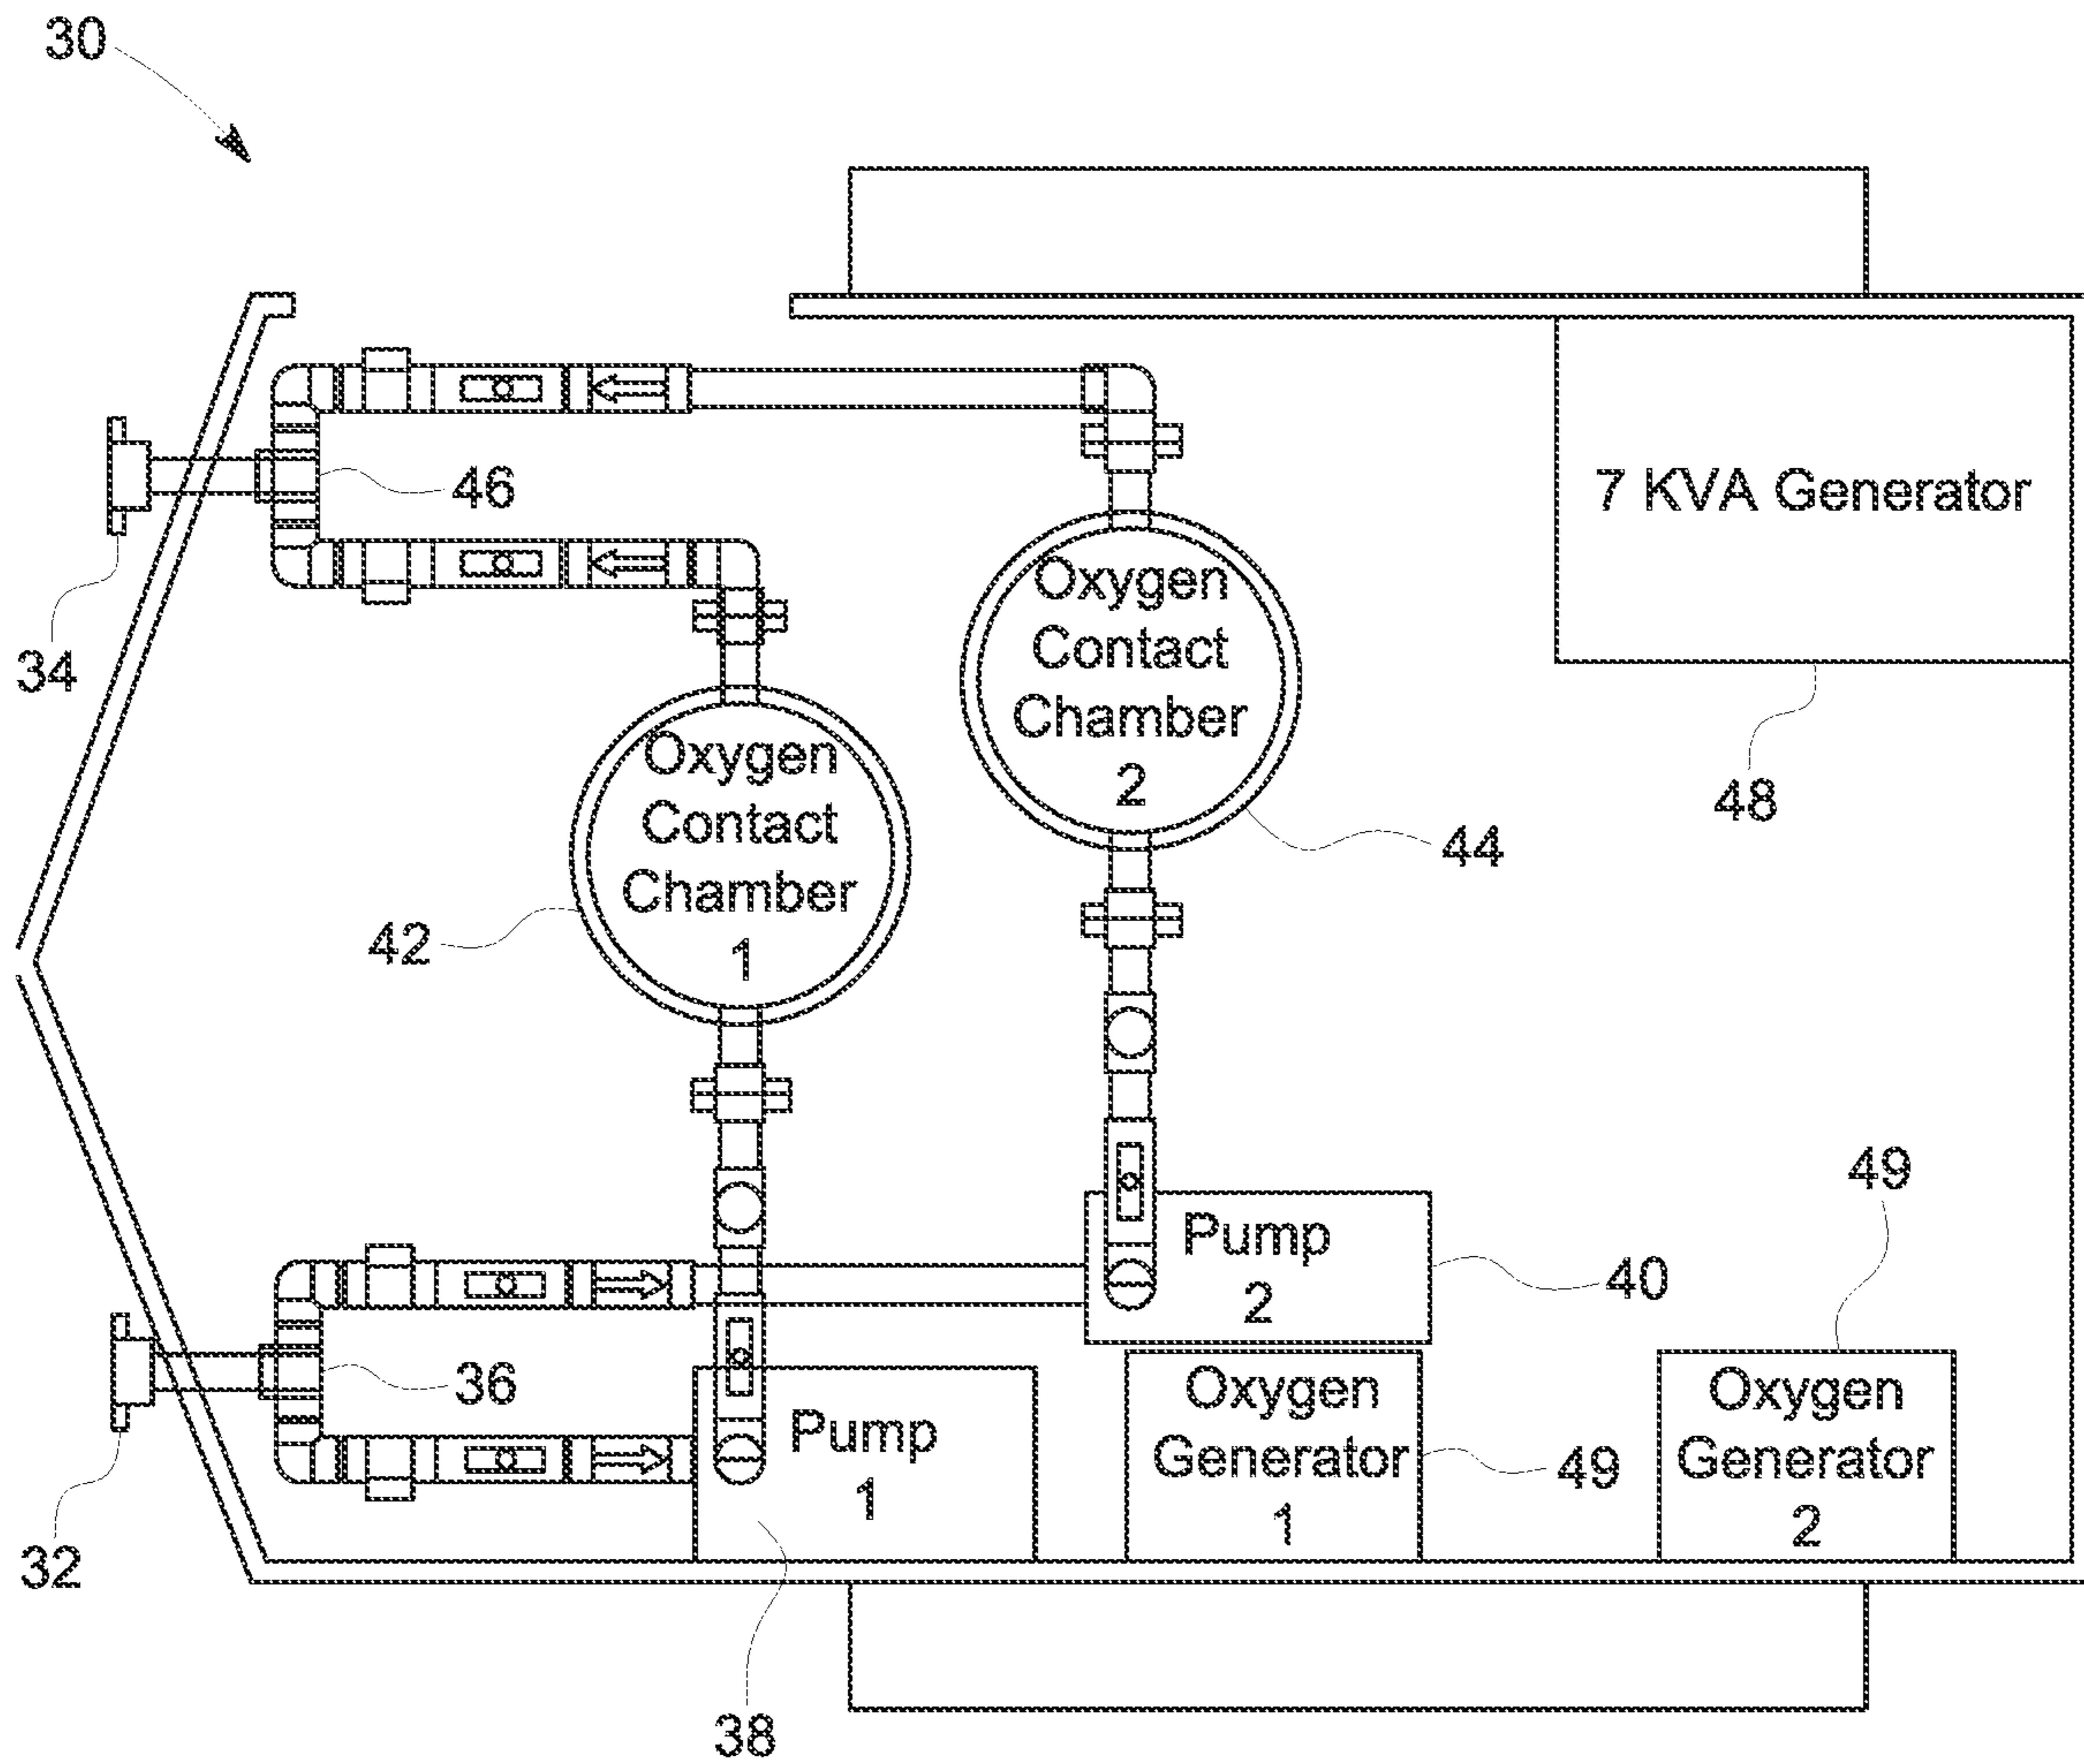 30
34
46
7 KVA Generator
48
Oxygen
Contact
Chamber
2
44
Oxygen
Contact
Chamber
1
42
49
Pump
2
40
36
32
Pump
1
38
Oxygen
Generator
1
49
Oxygen
Generator
2